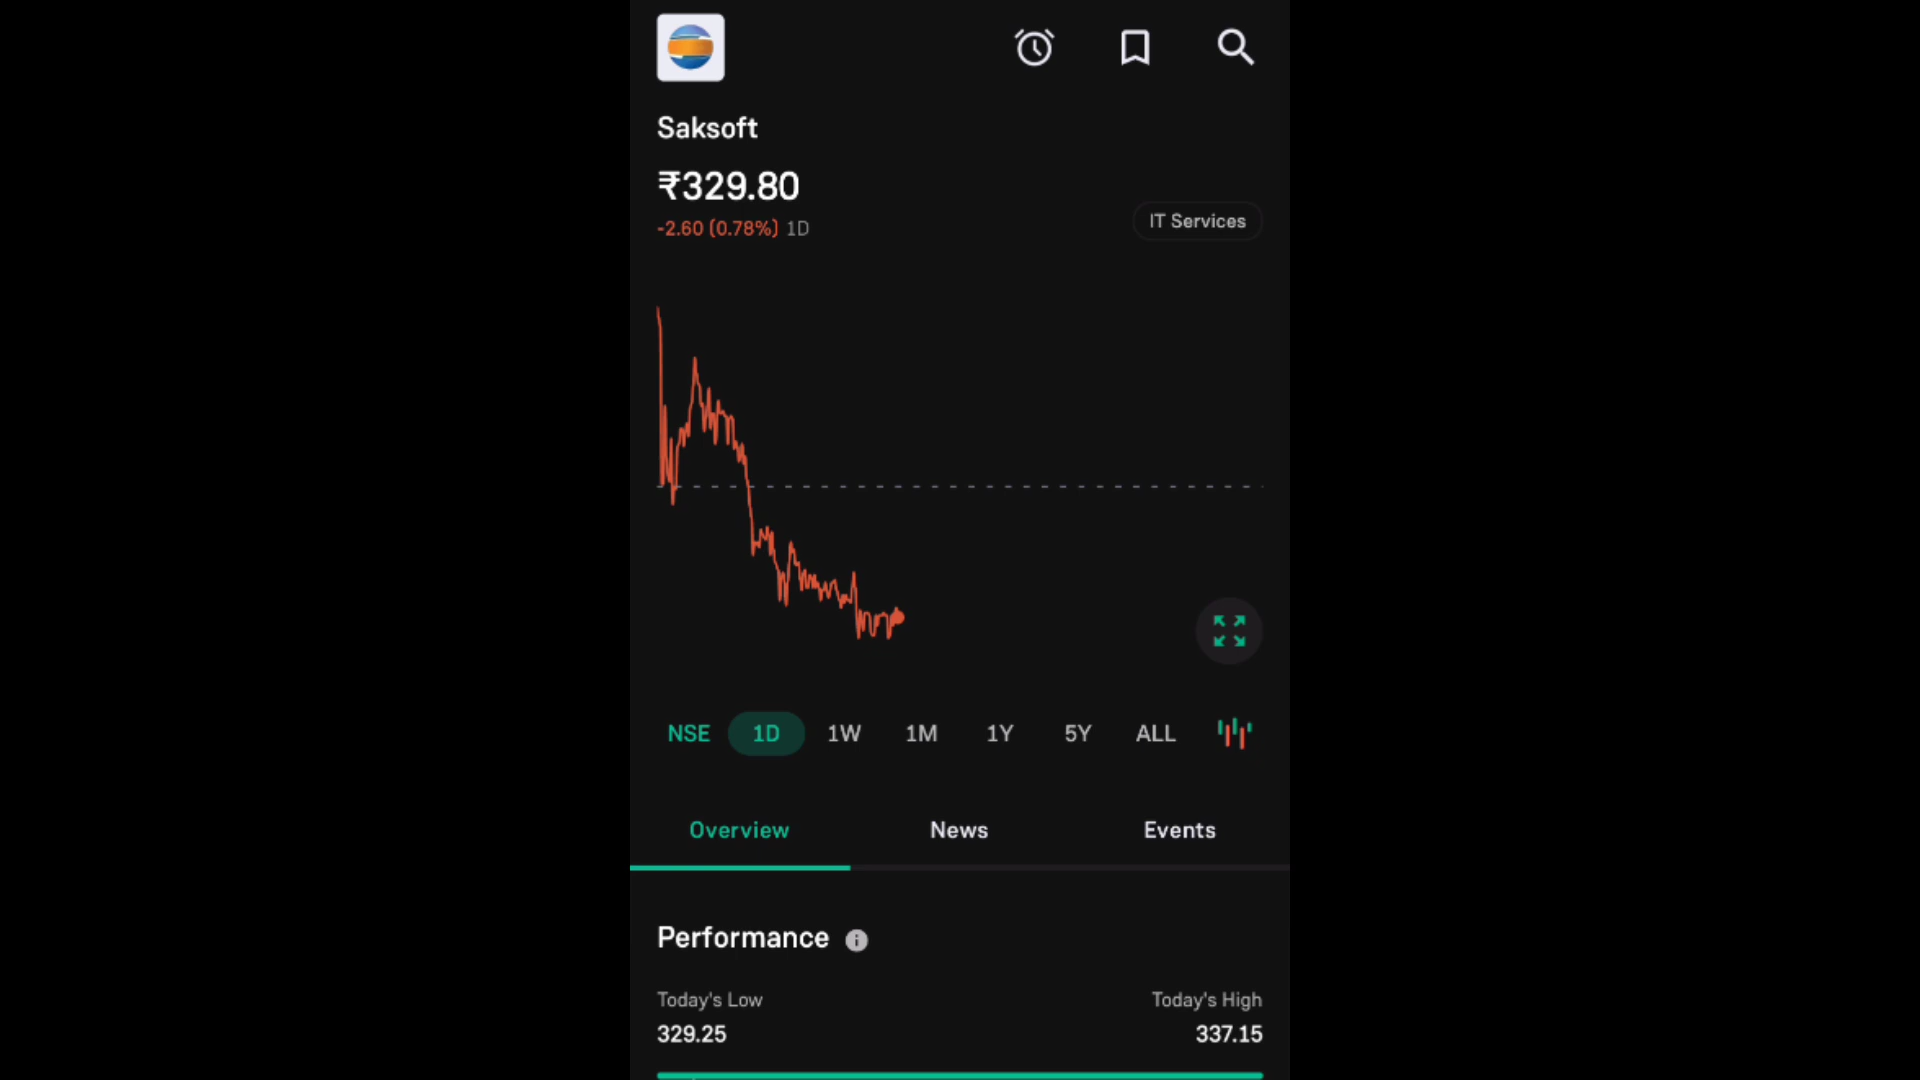 Saksoft
₹329.80
-2.60 (0.78%) 1D
IT Services
NSE 1D 1W 1M 1Y 5Y ALL
Overview News Events
Performance
Today's Low Today's High
329.25 337.15